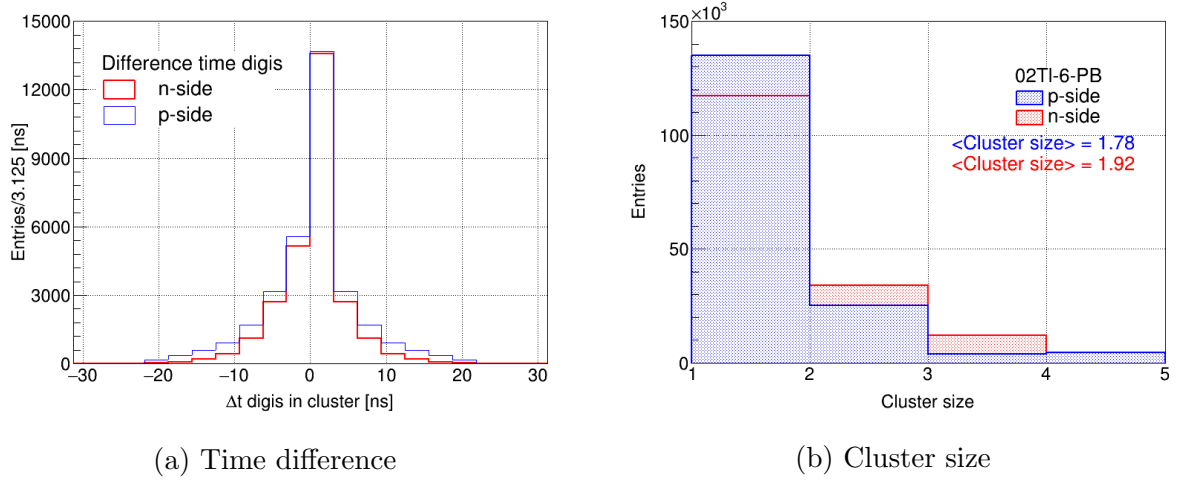 15000
12000
9000
6000
3000
0
Entries/3.125 [ns]
Difference time digis
n-side
p-side
−30 −20 −10 0 10 20 30
Δt digis in cluster [ns]
(a) Time difference
150 ×10³
100
50
0
Entries
02Tl-6-PB
p-side
n-side
<Cluster size> = 1.78
<Cluster size> = 1.92
1 2 3 4 5
Cluster size
(b) Cluster size